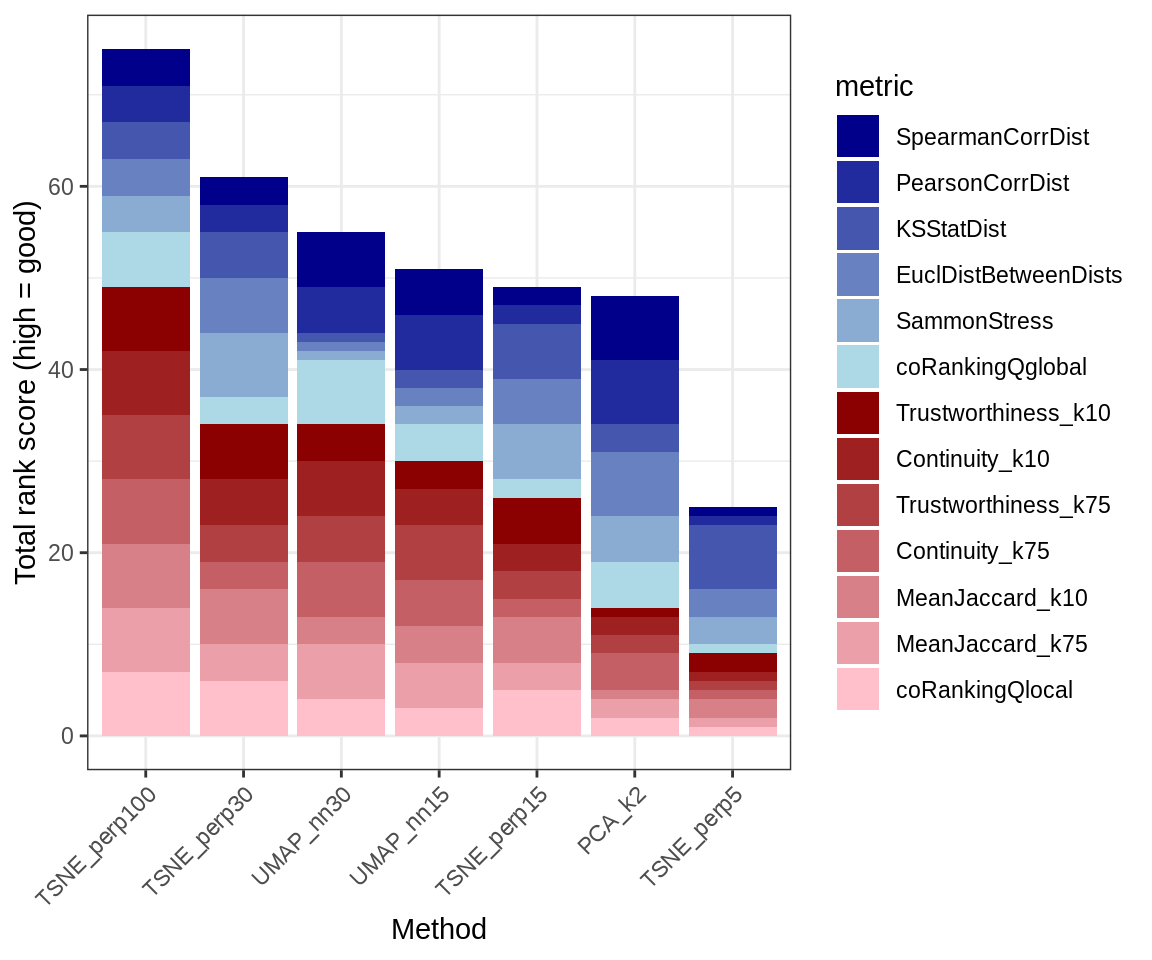 Total rank score (high = good)
60
40
20
0
TSNE_perp100
TSNE_perp30
UMAP_nn30
UMAP_nn15
TSNE_perp15
PCA_k2
TSNE_perp5
Method
metric
SpearmanCorrDist
PearsonCorrDist
KSStatDist
EuclDistBetweenDists
SammonStress
coRankingQglobal
Trustworthiness_k10
Continuity_k10
Trustworthiness_k75
Continuity_k75
MeanJaccard_k10
MeanJaccard_k75
coRankingQlocal